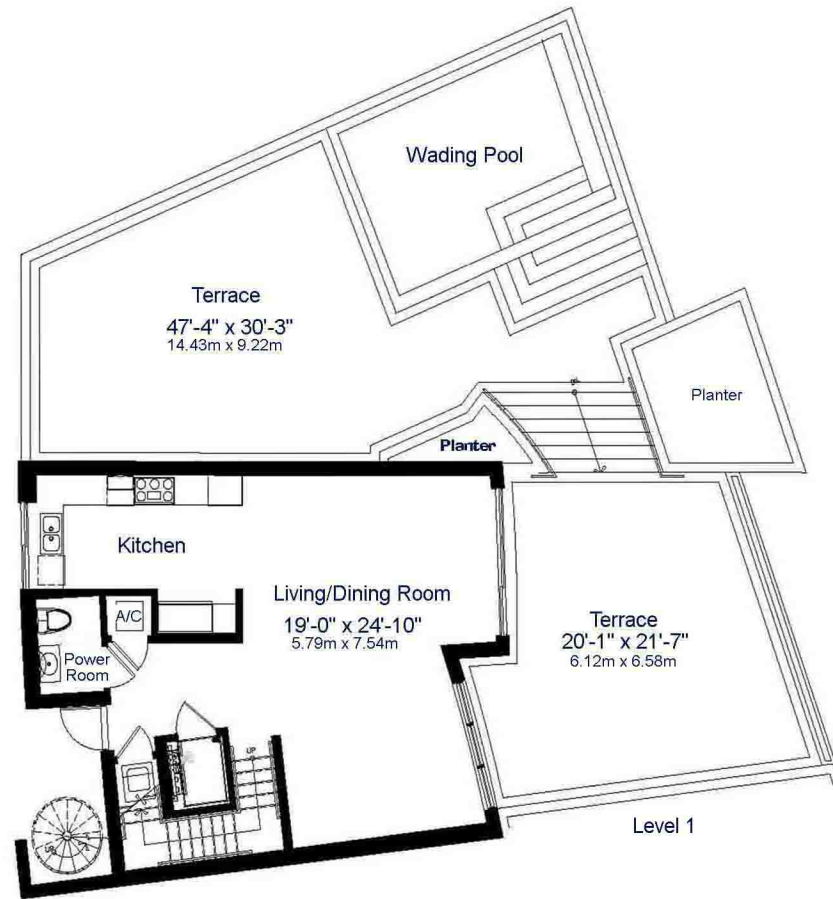 Wading Pool
Terrace
47'-4" x 30'-3"
14.43m x 9.22m
Planter
Planter
Kitchen
Living/Dining Room
19'-0" x 24'-10"
5.79m x 7.54m
A/C
Power
Room
Terrace
20'-1" x 21'-7"
6.12m x 6.58m
UP
Level 1